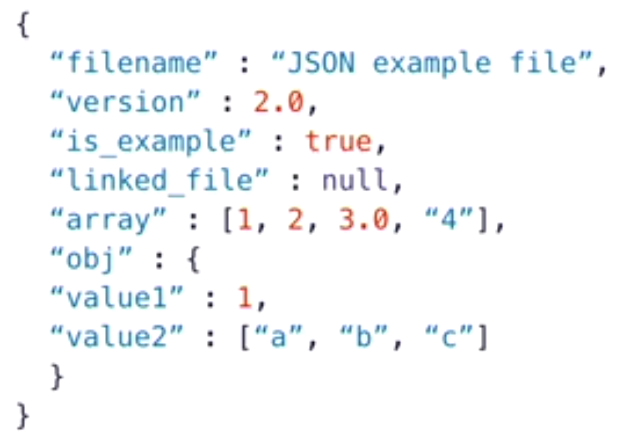 {
“filename” : “JSON example file”,
“version” : 2.0,
“is_example” : true,
“linked_file” : null,
“array” : [1, 2, 3.0, “4”],
“obj” : {
“value1” : 1,
“value2” : [“a”, “b”, “c”]
}
}